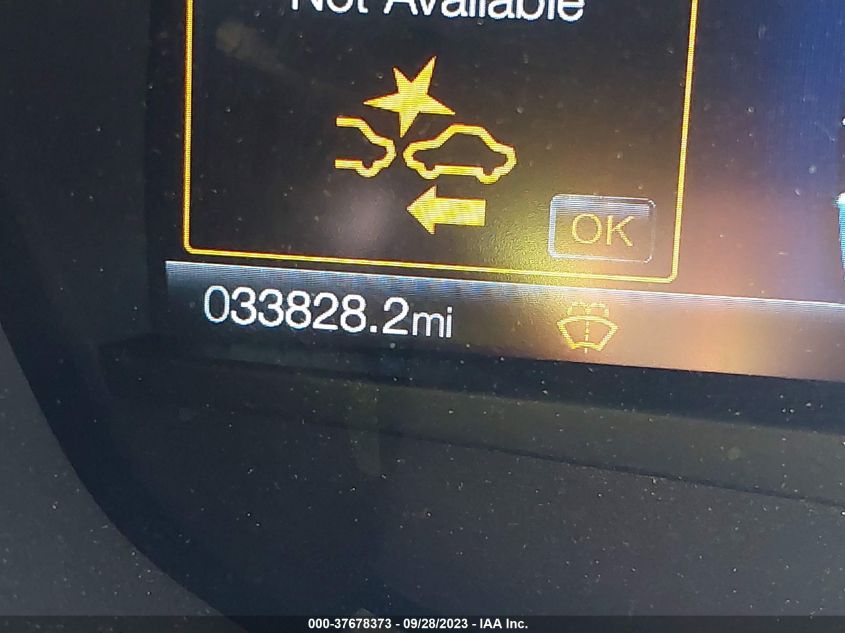 Not Available
OK
033828.2mi
000-37678373 - 09/28/2023 - IAA Inc.